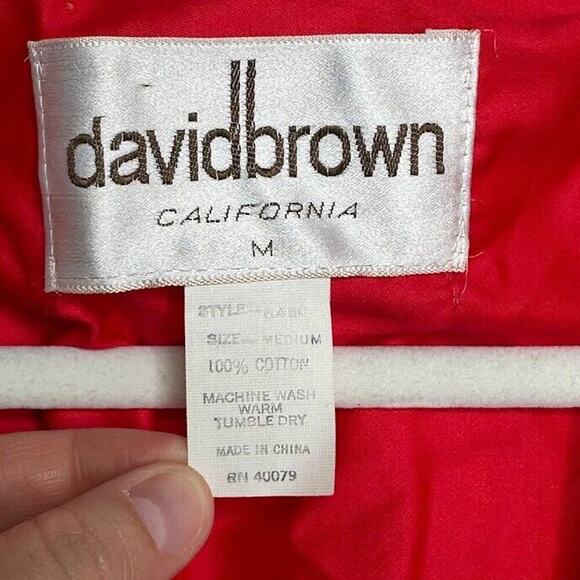 davidbrown
CALIFORNIA
M
STYLE—
SIZE—MEDIUM
100% COTTON
MACHINE WASH
WARM
TUMBLE DRY
MADE IN CHINA
RN 40079